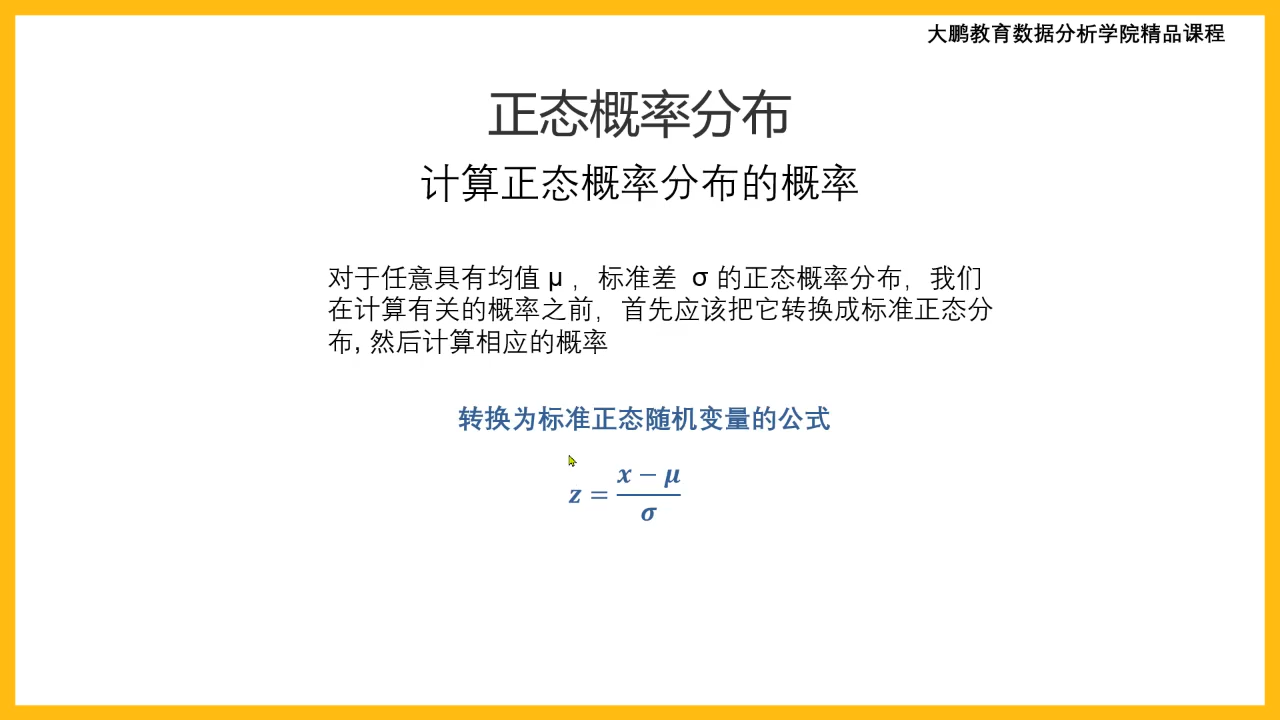 大鹏教育数据分析学院精品课程
正态概率分布
计算正态概率分布的概率
对于任意具有均值 μ ，标准差 σ 的正态概率分布，我们
在计算有关的概率之前，首先应该把它转换成标准正态分
布, 然后计算相应的概率
转换为标准正态随机变量的公式
z = (x − μ) / σ